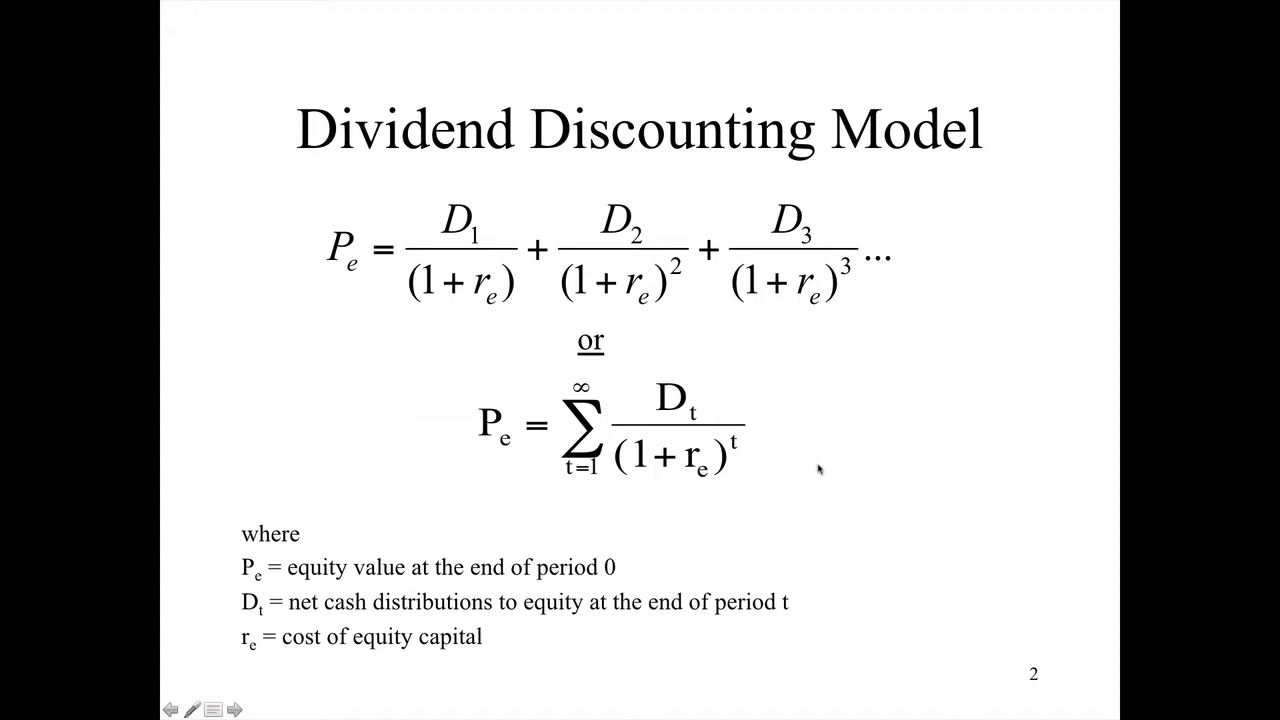 Dividend Discounting Model
P_e = D_1/(1 + r_e) + D_2/(1 + r_e)^2 + D_3/(1 + r_e)^3 ...
or
P_e = ∑_{t=1}^{∞} D_t/(1 + r_e)^t
where
P_e = equity value at the end of period 0
D_t = net cash distributions to equity at the end of period t
r_e = cost of equity capital
2